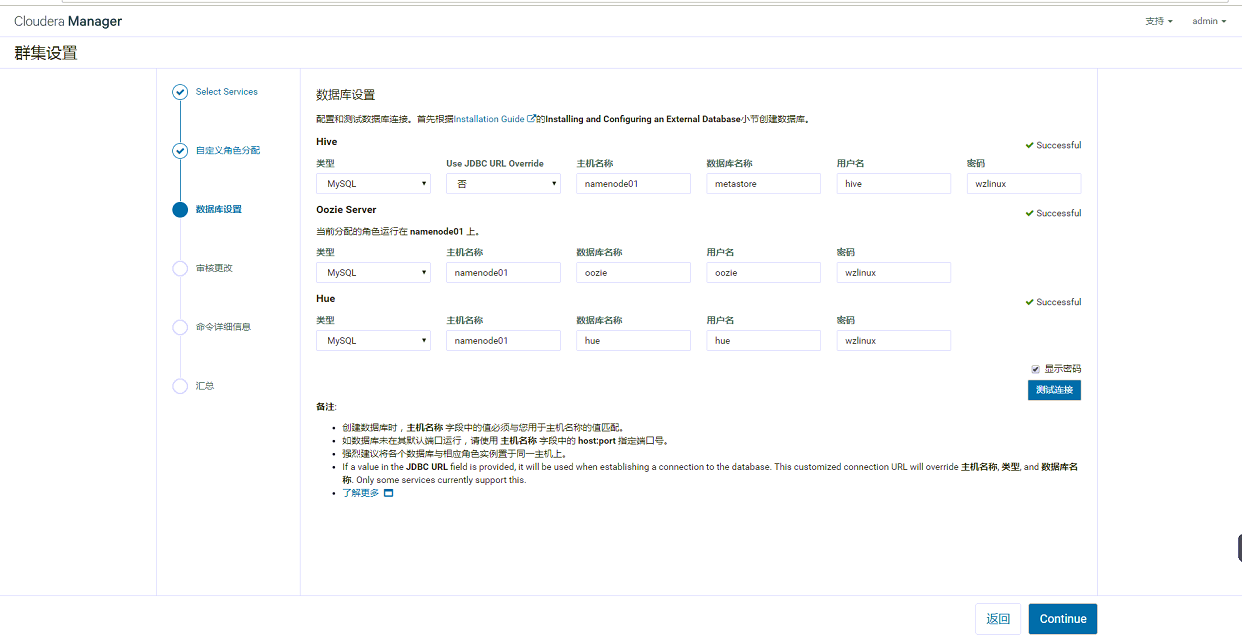 Cloudera Manager
支持 admin
群集设置
Select Services
自定义角色分配
数据库设置
审核更改
命令详细信息
汇总
数据库设置
配置和测试数据库连接。首先根据Installation Guide 的Installing and Configuring an External Database小节创建数据库。
Hive
Successful
类型 Use JDBC URL Override 主机名称 数据库名称 用户名 密码
MySQL 否 namenode01 metastore hive wzlinux
Oozie Server
Successful
当前分配的角色运行在 namenode01 上。
类型 主机名称 数据库名称 用户名 密码
MySQL namenode01 oozie oozie wzlinux
Hue
Successful
类型 主机名称 数据库名称 用户名 密码
MySQL namenode01 hue hue wzlinux
显示密码
测试连接
备注:
创建数据库时，主机名称 字段中的值必须与您用于主机名称的值匹配。
如数据库未在其默认端口运行，请使用 主机名称 字段中的 host:port 指定端口号。
强烈建议将各个数据库与相应角色实例置于同一主机上。
If a value in the JDBC URL field is provided, it will be used when establishing a connection to the database. This customized connection URL will override 主机名称, 类型, and 数据库名
称. Only some services currently support this.
了解更多
返回 Continue